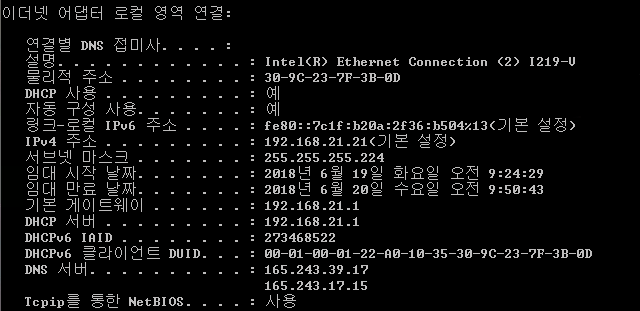 이더넷 어댑터 로컬 영역 연결:
연결별 DNS 접미사. . . . :
설명. . . . . . . . . . . . : Intel(R) Ethernet Connection (2) I219-V
물리적 주소 . . . . . . . . : 30-9C-23-7F-3B-0D
DHCP 사용 . . . . . . . . . : 예
자동 구성 사용. . . . . . . : 예
링크-로컬 IPv6 주소 . . . . : fe80::7c1f:b20a:2f36:b504%13(기본 설정)
IPv4 주소 . . . . . . . . . : 192.168.21.21(기본 설정)
서브넷 마스크 . . . . . . . : 255.255.255.224
임대 시작 날짜. . . . . . . : 2018년 6월 19일 화요일 오전 9:24:29
임대 만료 날짜. . . . . . . : 2018년 6월 20일 수요일 오전 9:50:43
기본 게이트웨이 . . . . . . : 192.168.21.1
DHCP 서버 . . . . . . . . . : 192.168.21.1
DHCPv6 IAID . . . . . . . . : 273468522
DHCPv6 클라이언트 DUID. . . : 00-01-00-01-22-A0-10-35-30-9C-23-7F-3B-0D
DNS 서버. . . . . . . . . . : 165.243.39.17
165.243.17.15
Tcpip를 통한 NetBIOS. . . . : 사용